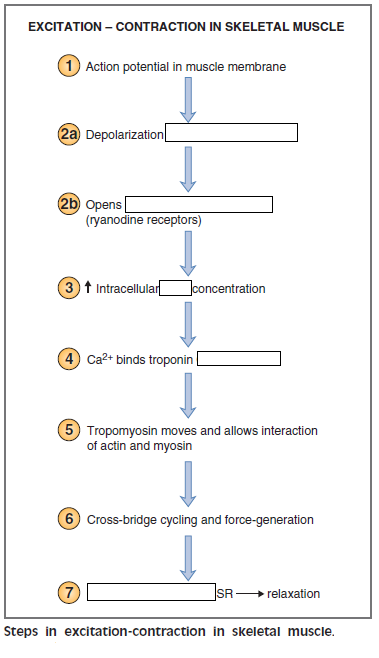 EXCITATION – CONTRACTION IN SKELETAL MUSCLE
1 Action potential in muscle membrane
2a Depolarization
2b Opens
(ryanodine receptors)
3 ⬆ Intracellular concentration
4 Ca²⁺ binds troponin
5 Tropomyosin moves and allows interaction
of actin and myosin
6 Cross-bridge cycling and force-generation
7 SR ⟶ relaxation
Steps in excitation-contraction in skeletal muscle.